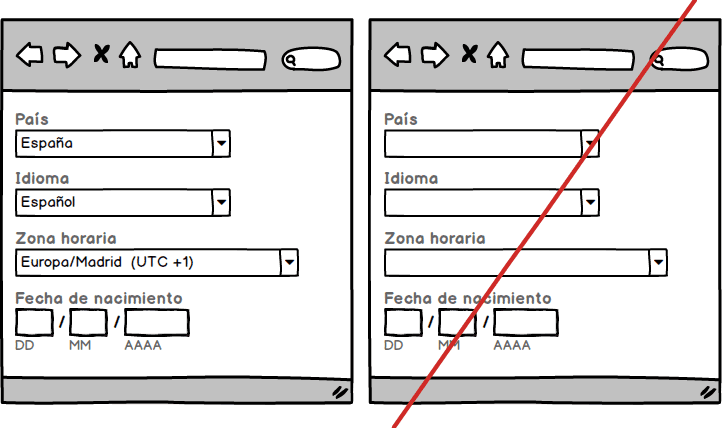 País
España
Idioma
Español
Zona horaria
Europa/Madrid (UTC +1)
Fecha de nacimiento
/ /
DD MM AAAA
País
Idioma
Zona horaria
Fecha de nacimiento
/ /
DD MM AAAA